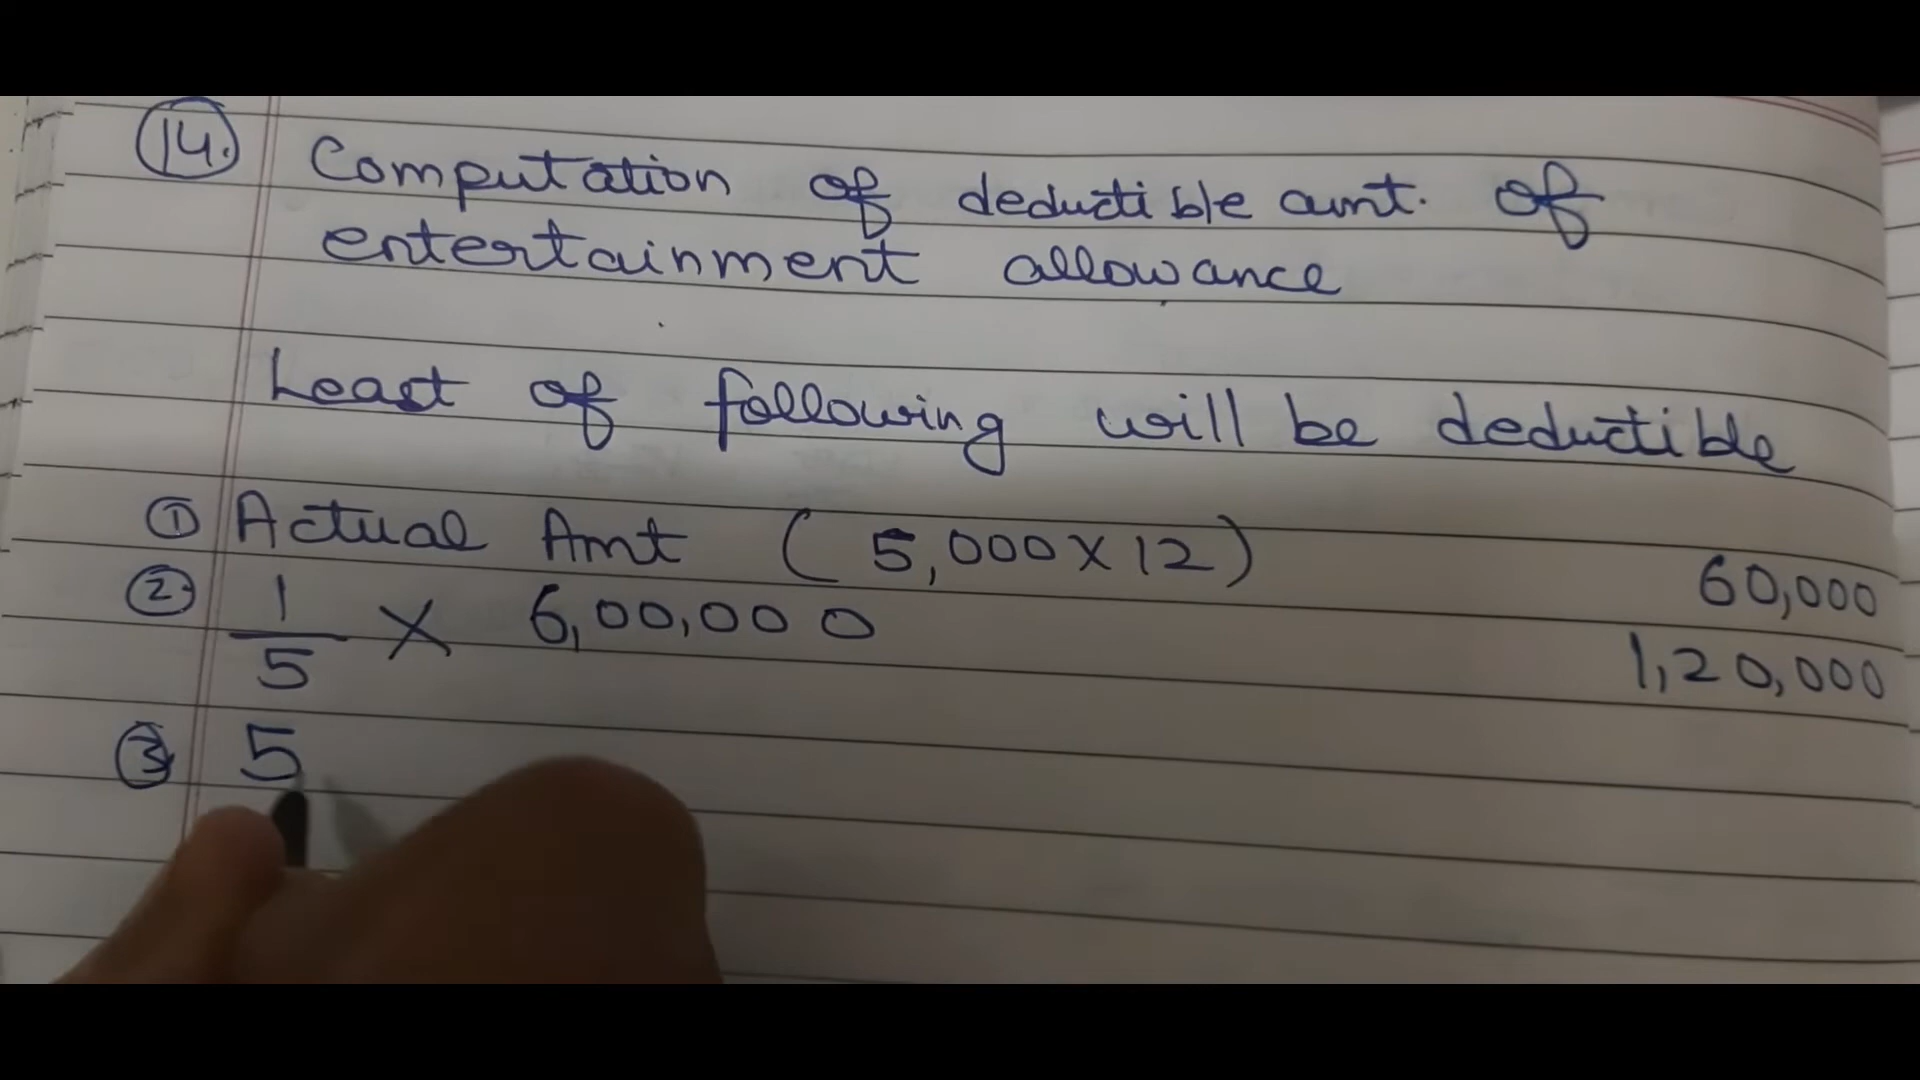 14. Computation of deductible amt. of
entertainment allowance
Least of following will be deductible
① Actual Amt (5,000 × 12) 60,000
② 1/5 × 6,00,000 1,20,000
③ 5